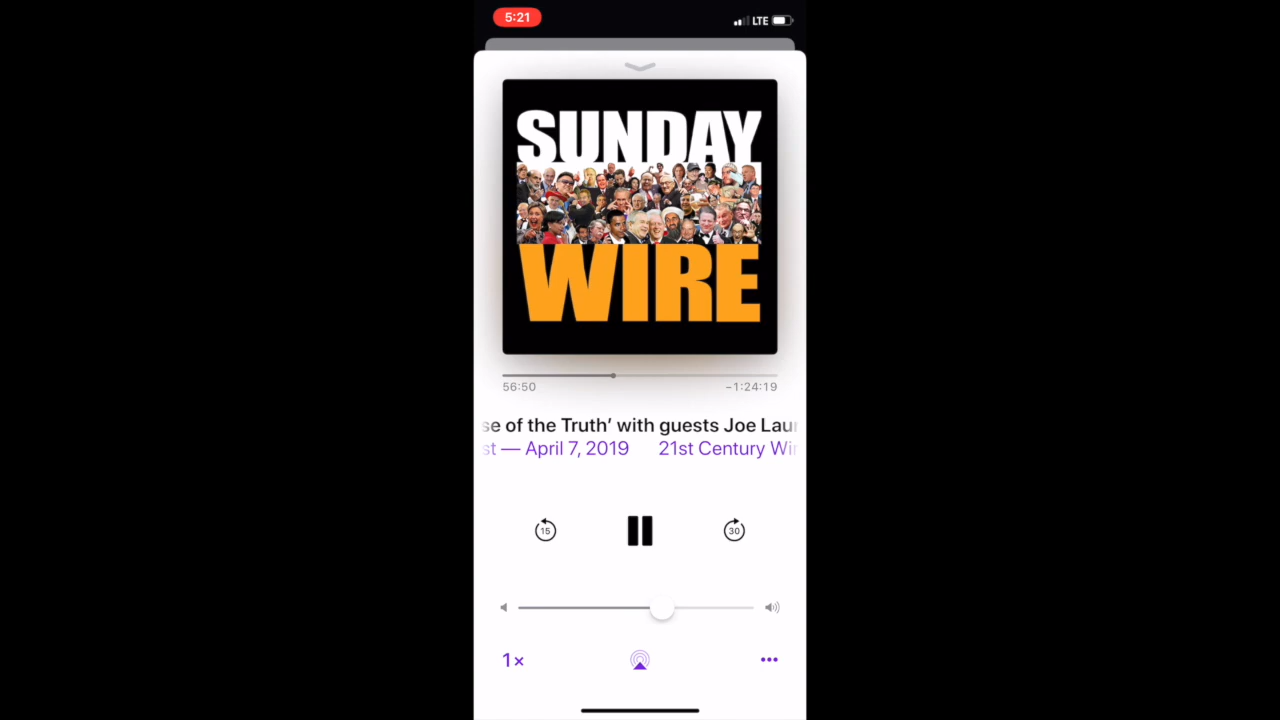 5:21
LTE
SUNDAY
WIRE
56:50
−1:24:19
se of the Truth’ with guests Joe Lau
st — April 7, 2019 21st Century Wi
15
30
1×